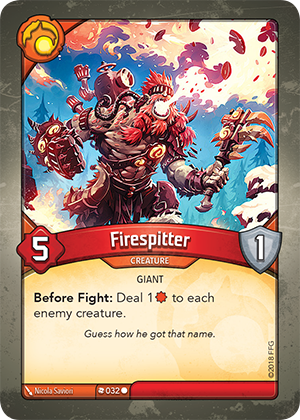 Firespitter
CREATURE
5
1
GIANT
Before Fight: Deal 1 to each
enemy creature.
Guess how he got that name.
Nicola Saviori
032
©2018 FFG